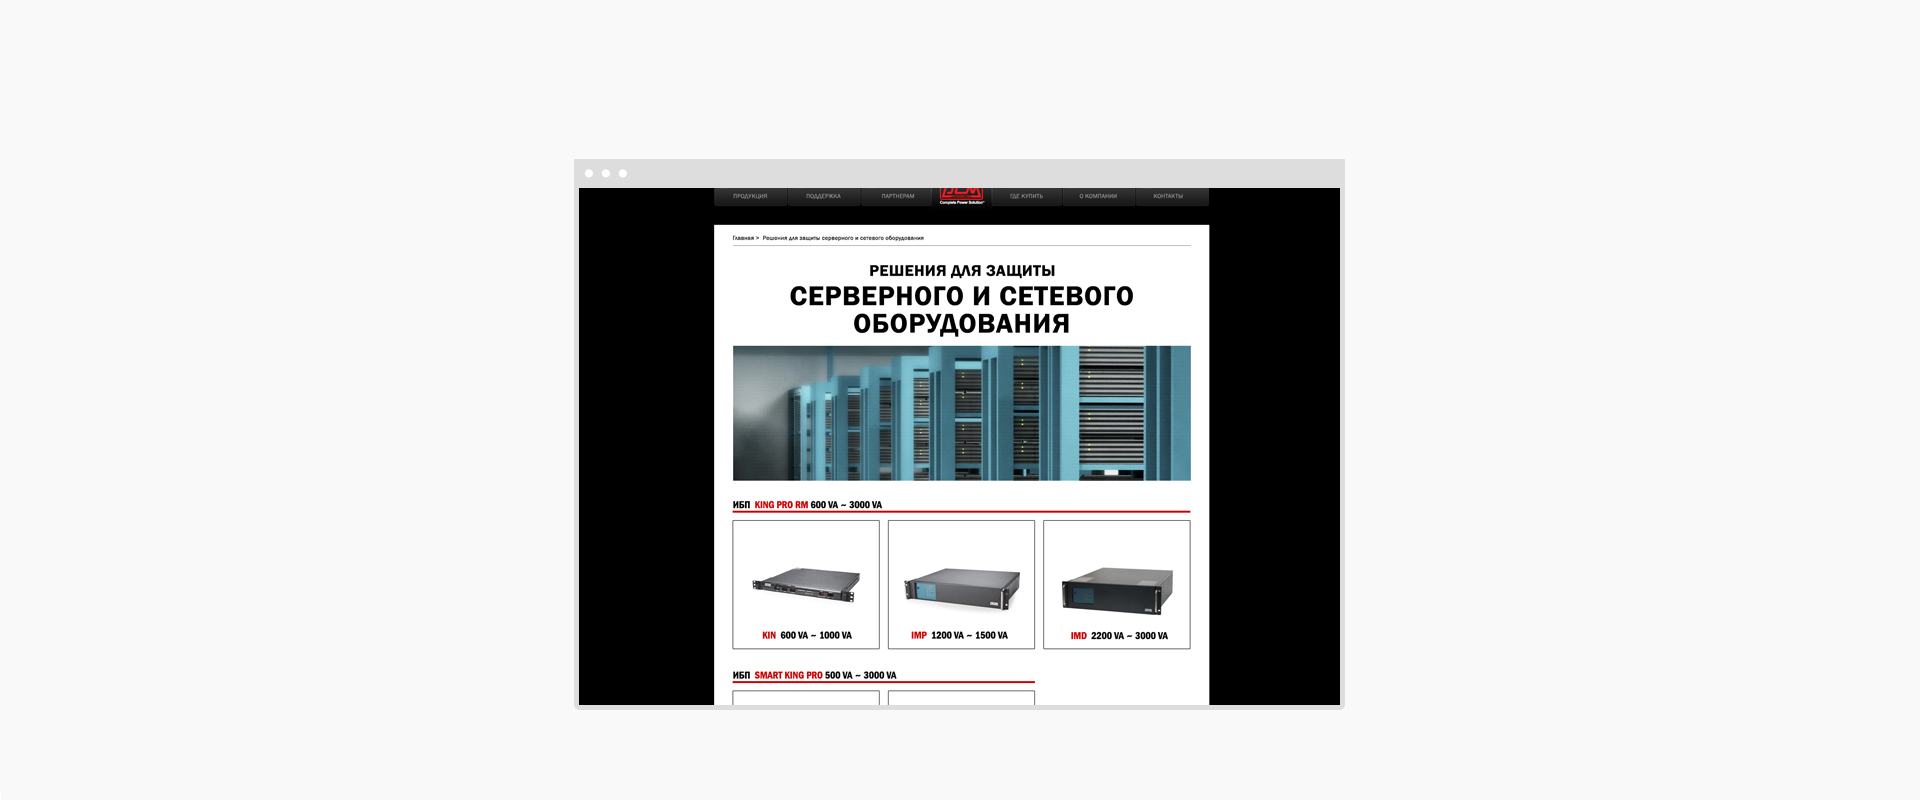 ПРОДУКЦИЯ ПОДДЕРЖКА ПАРТНЕРАМ PCM ГДЕ КУПИТЬ О КОМПАНИИ КОНТАКТЫ
Complete Power Solution
Главная > Решения для защиты серверного и сетевого оборудования
РЕШЕНИЯ ДЛЯ ЗАЩИТЫ
СЕРВЕРНОГО И СЕТЕВОГО
ОБОРУДОВАНИЯ
ИБП KING PRO RM 600 VA ~ 3000 VA
KIN 600 VA ~ 1000 VA
IMP 1200 VA ~ 1500 VA
IMD 2200 VA ~ 3000 VA
ИБП SMART KING PRO 500 VA ~ 3000 VA